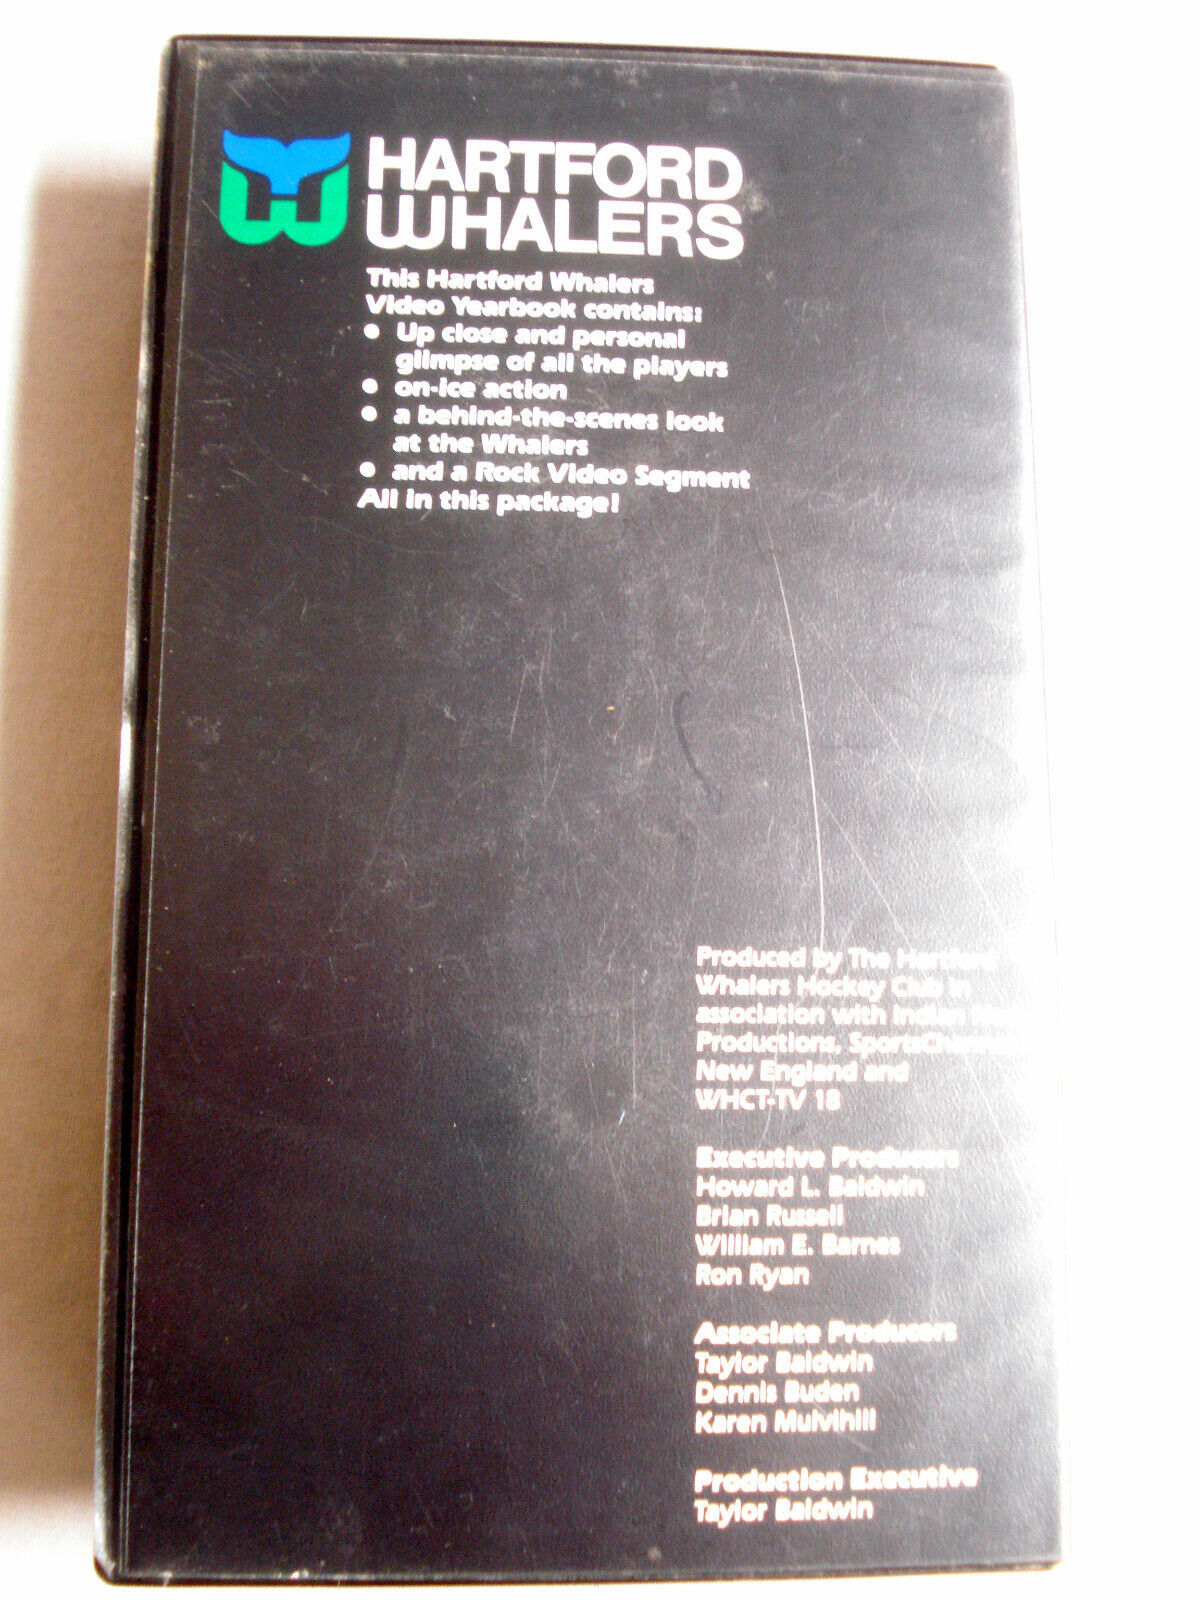 HARTFORD
WHALERS
This Hartford Whalers
Video Yearbook contains:
• Up close and personal
glimpse of all the players
• on-ice action
• a behind-the-scenes look
at the Whalers
• and a Rock Video Segment
All in this package!
Produced by The Hartford
Whalers Hockey Club in
association with Indian
Productions, SportsChannel
New England and
WHCT-TV 18
Executive Producers
Howard L. Baldwin
Brian Russell
William E. Barnes
Ron Ryan
Associate Producers
Taylor Baldwin
Dennis Buden
Karen Mulvihill
Production Executive
Taylor Baldwin